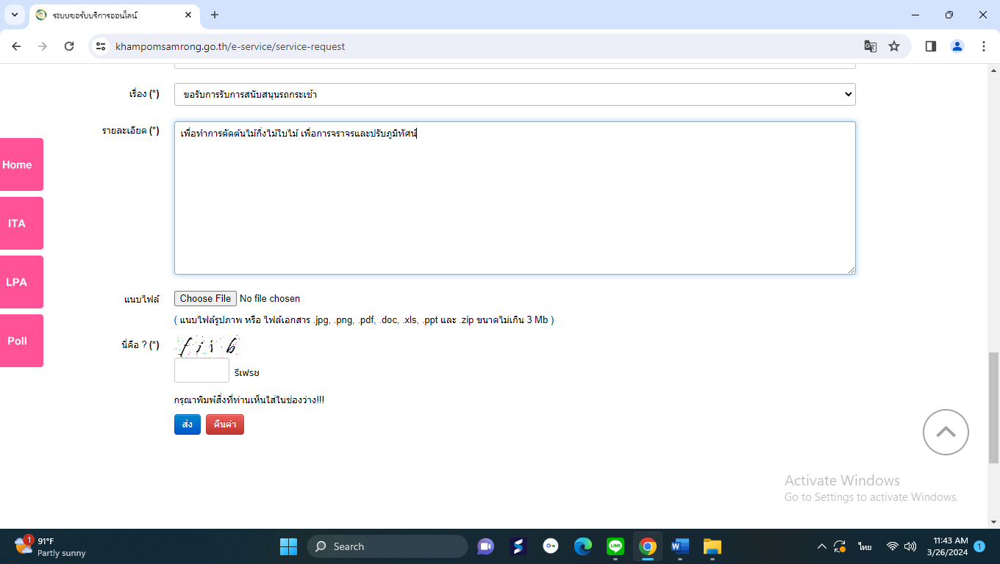 ระบบขอรับบริการออนไลน์
khampomsamrong.go.th/e-service/service-request
เรื่อง (*)
ขอรับการรับการสนับสนุนรถกระเช้า
รายละเอียด (*)
เพื่อทำการตัดต้นไม้กิ่งไม้ใบไม้ เพื่อการจราจรและปรับภูมิทัศน์
Home
ITA
LPA
Poll
แนบไฟล์
Choose File No file chosen
( แนบไฟล์รูปภาพ หรือ ไฟล์เอกสาร .jpg, .png, .pdf, .doc, .xls, .ppt และ .zip ขนาดไม่เกิน 3 Mb )
นี่คือ ? (*)
รีเฟรช
กรุณาพิมพ์สิ่งที่ท่านเห็นใส่ในช่องว่าง!!!
ส่ง
คืนค่า
Activate Windows
Go to Settings to activate Windows.
1
91°F
Partly sunny
Search
LINE
W
ไทย
11:43 AM
3/26/2024
1